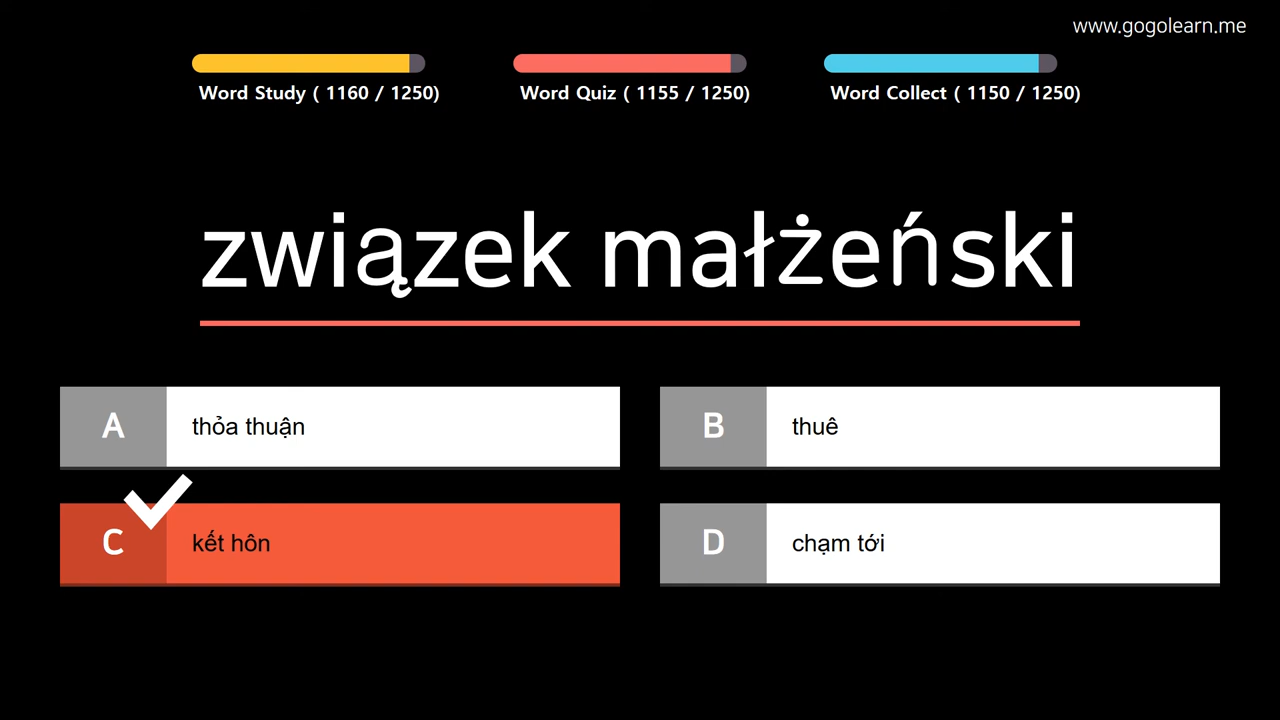 www.gogolearn.me
Word Study ( 1160 / 1250)
Word Quiz ( 1155 / 1250)
Word Collect ( 1150 / 1250)
związek małżeński
A
thỏa thuận
B
thuê
C
kết hôn
D
chạm tới